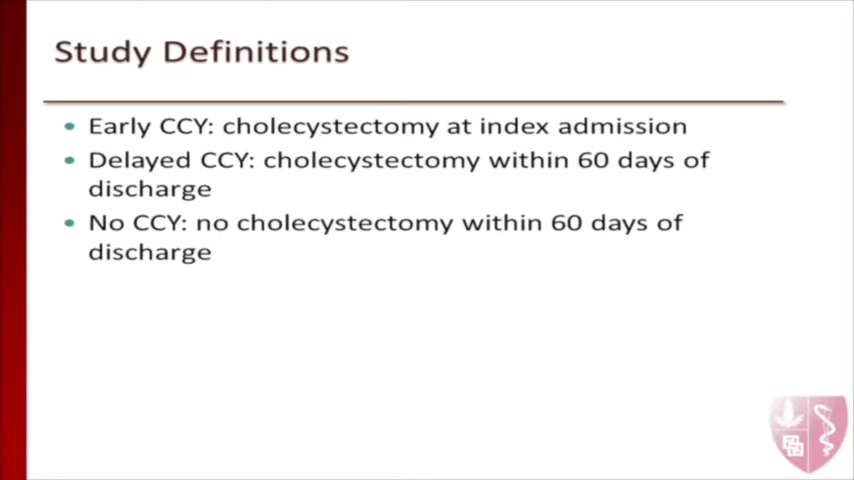 Study Definitions
• Early CCY: cholecystectomy at index admission
• Delayed CCY: cholecystectomy within 60 days of
discharge
• No CCY: no cholecystectomy within 60 days of
discharge